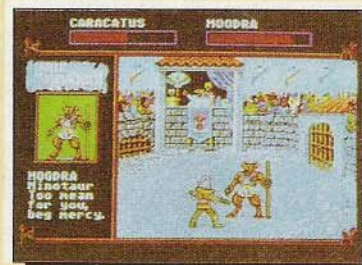 CARACATUS MOODRA
MOODRA
Minotaur
Too mean
for you,
beg mercy.